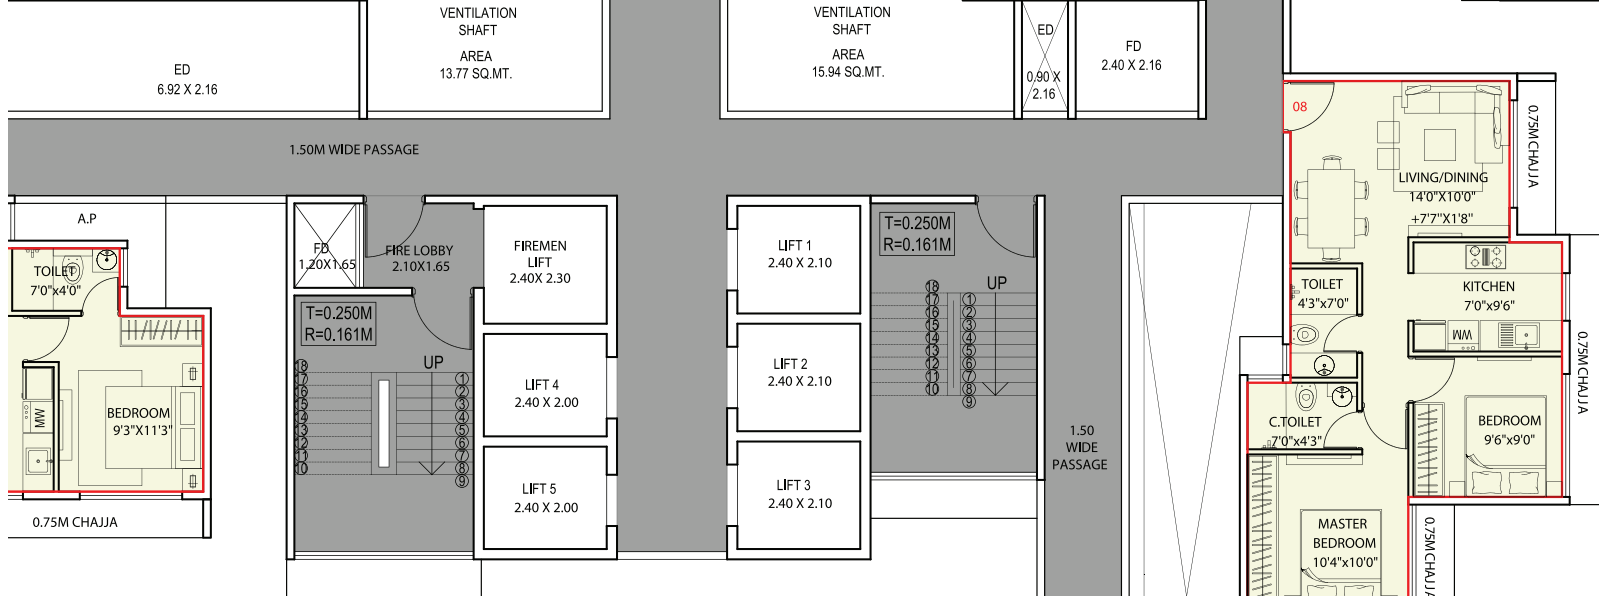 VENTILATION
SHAFT
AREA
13.77 SQ.MT.
VENTILATION
SHAFT
AREA
15.94 SQ.MT.
ED
6.92 X 2.16
ED
0.90 X
2.16
FD
2.40 X 2.16
1.50M WIDE PASSAGE
08
0.75M CHAJJA
LIVING/DINING
14'0"X10'0"
+7'7"X1'8"
A.P
TOILET
7'0"x4'0"
FD
1.20X1.65
FIRE LOBBY
2.10X1.65
FIREMEN
LIFT
2.40X 2.30
LIFT 1
2.40 X 2.10
T=0.250M
R=0.161M
UP
18
17
16
15
14
13
12
11
10
1
2
3
4
5
6
7
8
9
TOILET
4'3"x7'0"
KITCHEN
7'0"x9'6"
WM
T=0.250M
R=0.161M
UP
18
17
16
15
14
13
12
11
10
1
2
3
4
5
6
7
8
9
LIFT 4
2.40 X 2.00
LIFT 2
2.40 X 2.10
0.75M CHAJJA
MW
BEDROOM
9'3"X11'3"
C.TOILET
7'0"x4'3"
BEDROOM
9'6"x9'0"
1.50
WIDE
PASSAGE
LIFT 5
2.40 X 2.00
LIFT 3
2.40 X 2.10
0.75M CHAJJA
MASTER
BEDROOM
10'4"x10'0"
0.75M CHAJJA